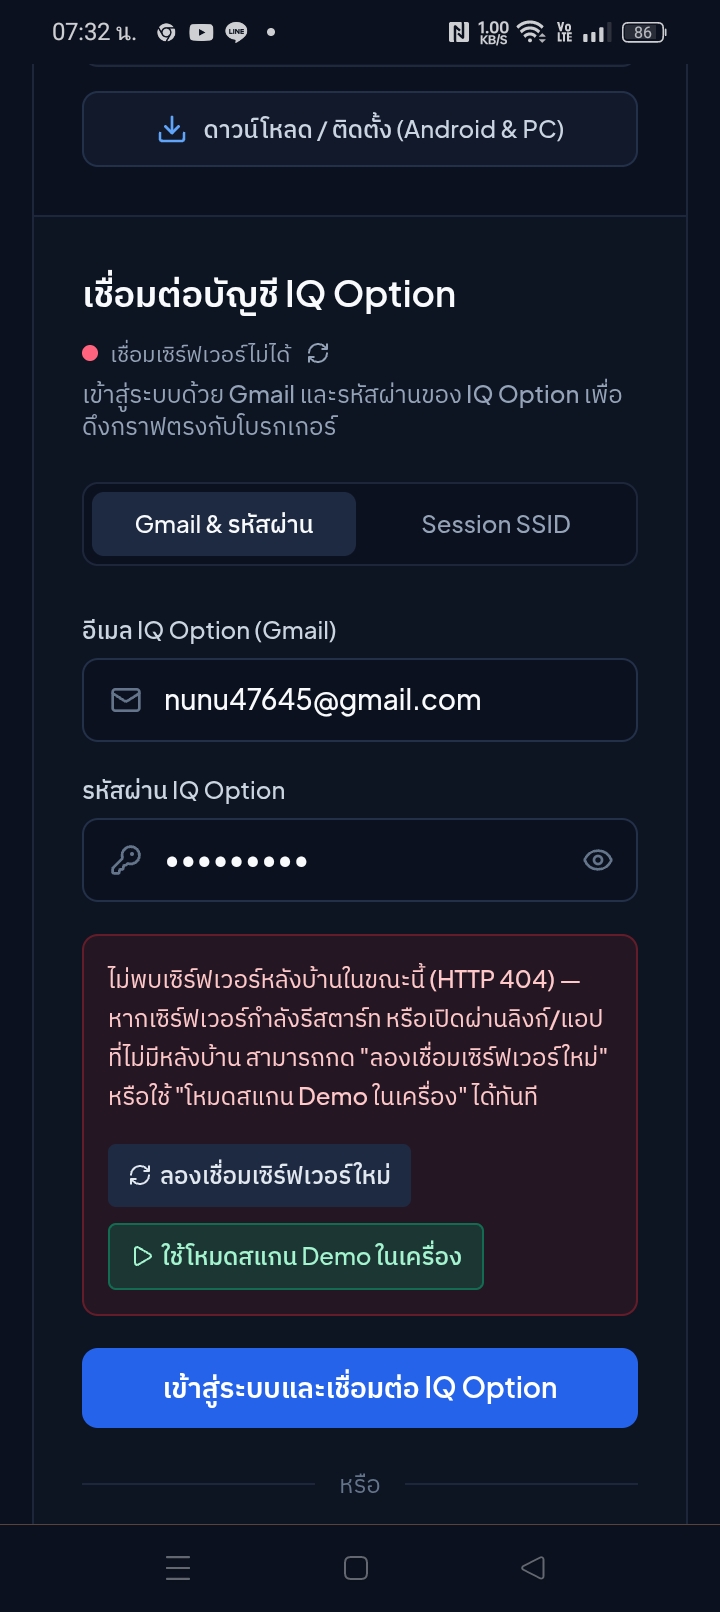 07:32 น.
1.00 KB/S
Vo LTE
86
LINE
ดาวน์โหลด / ติดตั้ง (Android & PC)
เชื่อมต่อบัญชี IQ Option
เชื่อมเซิร์ฟเวอร์ไม่ได้
เข้าสู่ระบบด้วย Gmail และรหัสผ่านของ IQ Option เพื่อ
ดึงกราฟตรงกับโบรกเกอร์
Gmail & รหัสผ่าน
Session SSID
อีเมล IQ Option (Gmail)
nunu47645@gmail.com
รหัสผ่าน IQ Option
•••••••••
ไม่พบเซิร์ฟเวอร์หลังบ้านในขณะนี้ (HTTP 404) —
หากเซิร์ฟเวอร์กำลังรีสตาร์ท หรือเปิดผ่านลิงก์/แอป
ที่ไม่มีหลังบ้าน สามารถกด "ลองเชื่อมเซิร์ฟเวอร์ใหม่"
หรือใช้ "โหมดสแกน Demo ในเครื่อง" ได้ทันที
ลองเชื่อมเซิร์ฟเวอร์ใหม่
ใช้โหมดสแกน Demo ในเครื่อง
เข้าสู่ระบบและเชื่อมต่อ IQ Option
หรือ